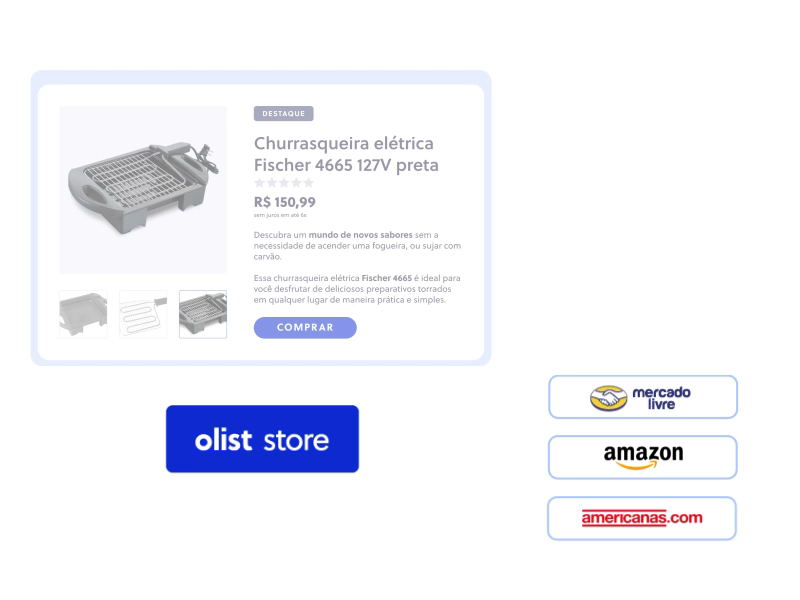 DESTAQUE
Churrasqueira elétrica
Fischer 4665 127V preta
R$ 150,99
sem juros em até 6x
Descubra um mundo de novos sabores sem a
necessidade de acender uma fogueira, ou sujar com
carvão.
Essa churrasqueira elétrica Fischer 4665 é ideal para
você desfrutar de deliciosos preparativos torrados
em qualquer lugar de maneira prática e simples.
COMPRAR
olist store
mercado
livre
amazon
americanas.com